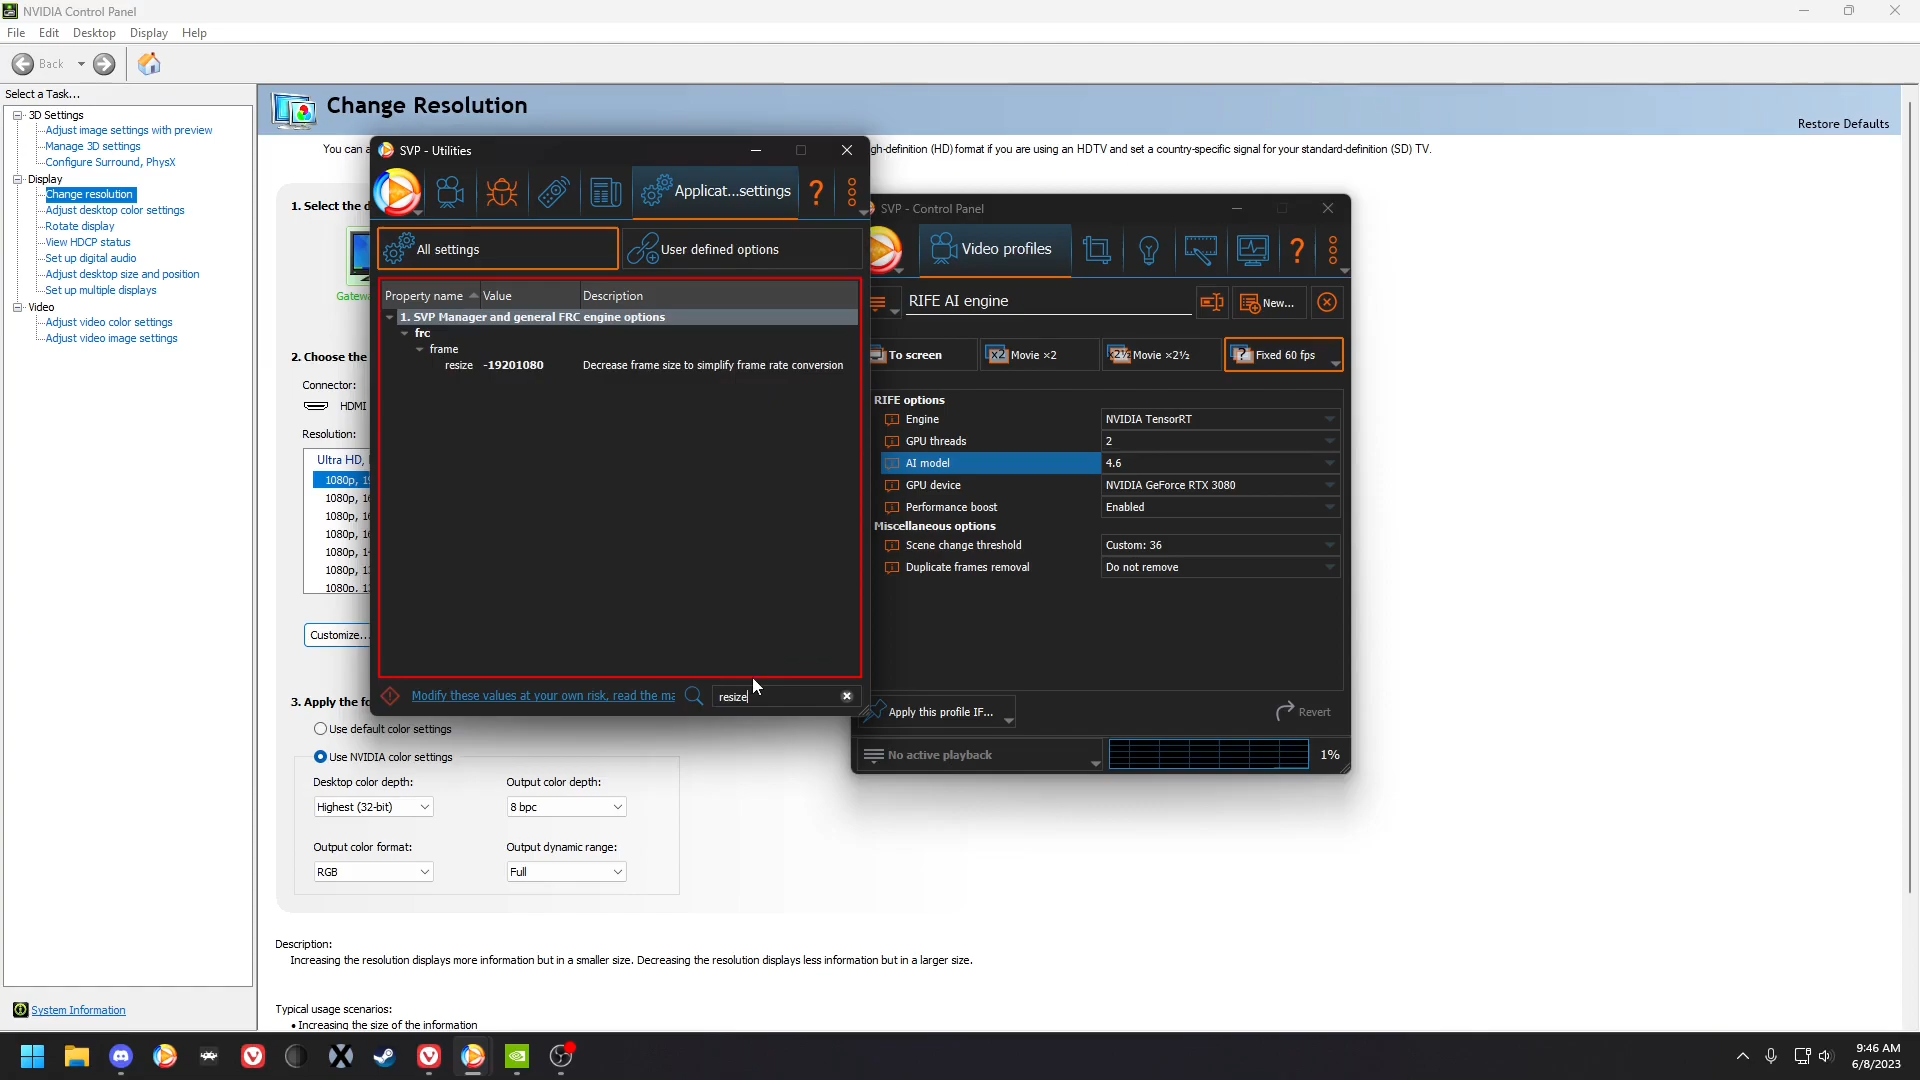 NVIDIA Control Panel
File Edit Desktop Display Help
Back
Select a Task...
3D Settings
Adjust image settings with preview
Manage 3D settings
Configure Surround, PhysX
Display
Change resolution
Adjust desktop color settings
Rotate display
View HDCP status
Set up digital audio
Adjust desktop size and position
Set up multiple displays
Video
Adjust video color settings
Adjust video image settings
System Information
Change Resolution
Restore Defaults
You can a
gh-definition (HD) format if you are using an HDTV and set a country-specific signal for your standard-definition (SD) TV.
1. Select the d
Gatew
2. Choose the
Connector:
HDMI
Resolution:
Ultra HD,
1080p, 19
1080p, 16
1080p, 16
1080p, 16
1080p, 14
1080p, 1
1080p, 1
Customize...
3. Apply the fo
Use default color settings
Use NVIDIA color settings
Desktop color depth: Output color depth:
Highest (32-bit) 8 bpc
Output color format: Output dynamic range:
RGB Full
Description:
Increasing the resolution displays more information but in a smaller size. Decreasing the resolution displays less information but in a larger size.
Typical usage scenarios:
• Increasing the size of the information
SVP - Utilities
Applicat...settings ?
All settings User defined options
Property name Value Description
1. SVP Manager and general FRC engine options
frc
frame
resize -19201080 Decrease frame size to simplify frame rate conversion
Modify these values at your own risk, read the ma
resize
SVP - Control Panel
Video profiles ?
RIFE AI engine New...
To screen x2 Movie ×2 x2½ Movie ×2½ ? Fixed 60 fps
RIFE options
Engine NVIDIA TensorRT
GPU threads 2
AI model 4.6
GPU device NVIDIA GeForce RTX 3080
Performance boost Enabled
Miscellaneous options
Scene change threshold Custom: 36
Duplicate frames removal Do not remove
Apply this profile IF... Revert
No active playback 1%
9:46 AM
6/8/2023